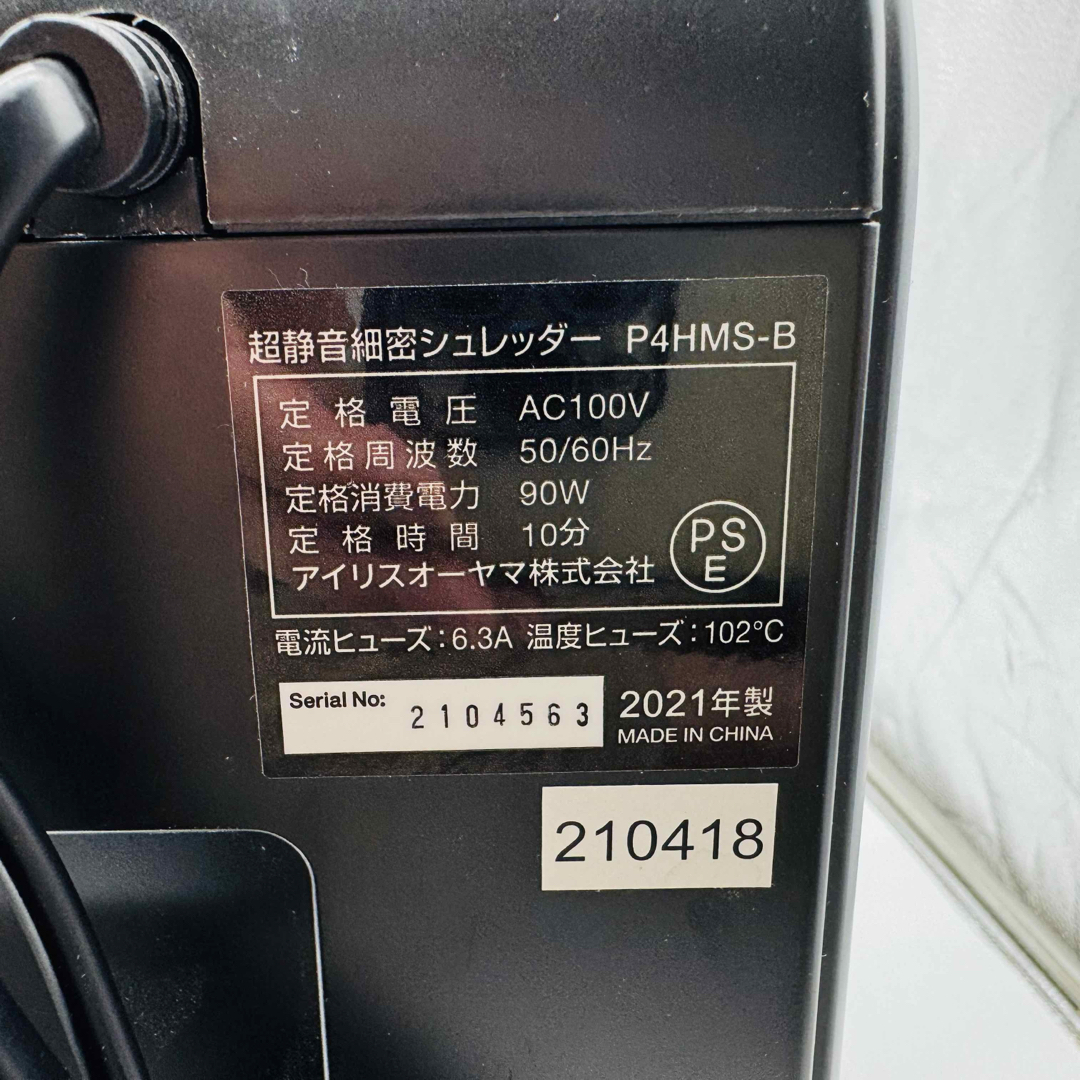 超静音細密シュレッダー P4HMS-B
定格電圧 AC100V
定格周波数 50/60Hz
定格消費電力 90W
定格時間 10分
アイリスオーヤマ株式会社
PS
E
電流ヒューズ:6.3A 温度ヒューズ:102°C
Serial No: 2104563
2021年製
MADE IN CHINA
210418